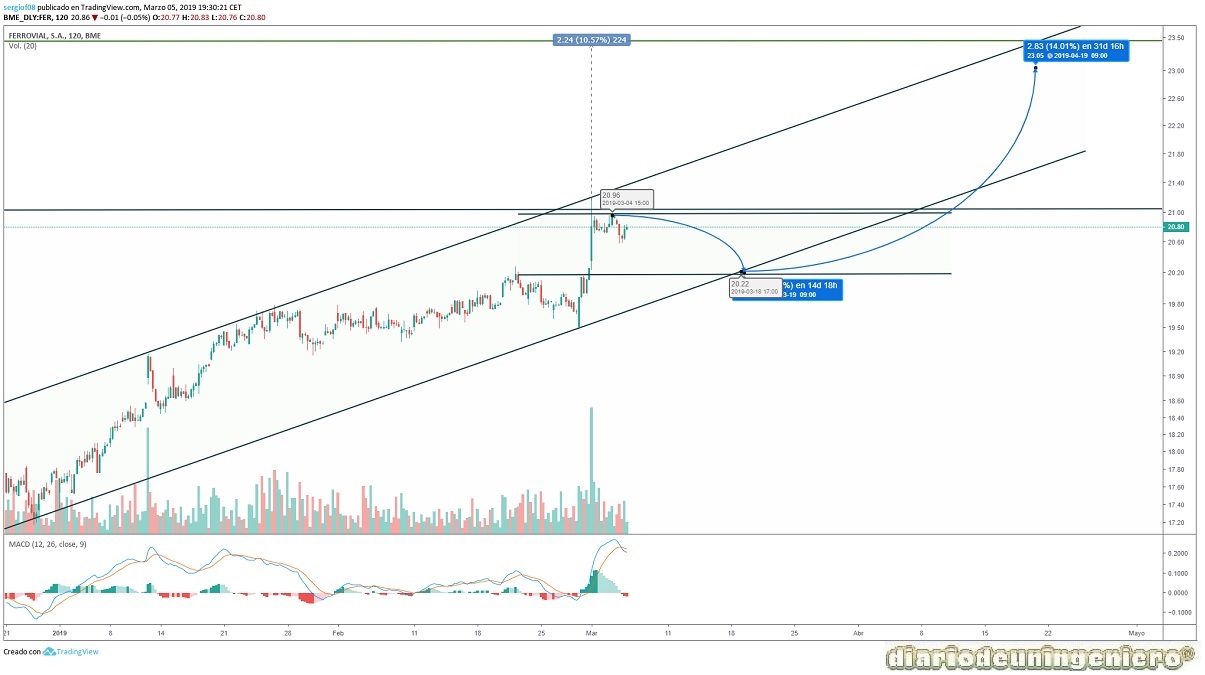 sergiof08 publicado en TradingView.com, Marzo 05, 2019 19:30:21 CET
BME_DLY:FER, 120 20.86 ▼ −0.01 (−0.05%) O:20.77 H:20.83 L:20.76 C:20.80
FERROVIAL, S.A., 120, BME
Vol. (20)
2.24 (10.57%) 224
2.83 (14.01%) en 31d 16h
23.05 @ 2019-04-19 09:00
20.96
2019-03-04 15:00
20.22
2019-03-18 17:00
%) en 14d 18h
3-19 09:00
23.50
23.00
22.60
22.20
21.80
21.40
21.00
20.80
20.60
20.20
19.80
19.50
19.20
18.90
18.60
18.40
18.20
18.00
17.80
17.60
17.40
17.20
MACD (12, 26, close, 9)
0.2000
0.1000
0.0000
−0.1000
21 2019 8 14 21 28 Feb 11 18 25 Mar 11 18 25 Abr 8 15 22 Mayo
Creado con TradingView
diariodeuningeniero